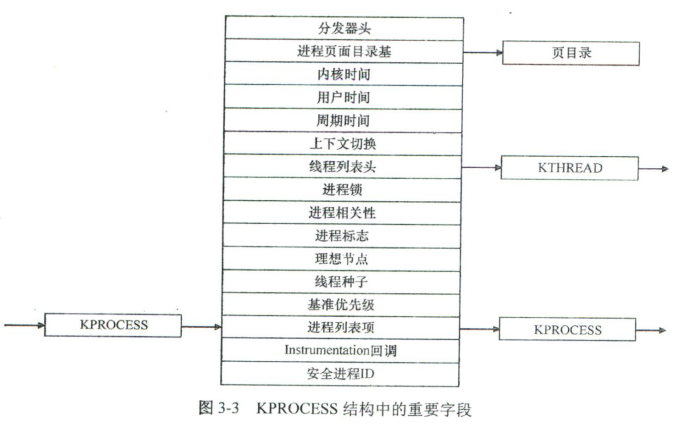 分发器头
进程页面目录基
页目录
内核时间
用户时间
周期时间
上下文切换
线程列表头
KTHREAD
进程锁
进程相关性
进程标志
理想节点
线程种子
基准优先级
KPROCESS
进程列表项
KPROCESS
Instrumentation回调
安全进程ID
图 3-3 KPROCESS 结构中的重要字段